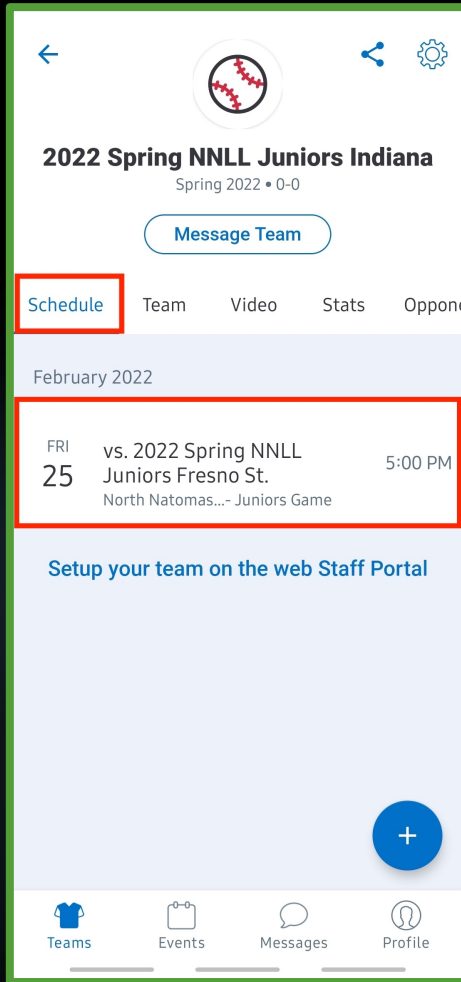 2022 Spring NNLL Juniors Indiana
Spring 2022 • 0-0
Message Team
Schedule Team Video Stats Oppone
February 2022
FRI
25
vs. 2022 Spring NNLL
Juniors Fresno St.
North Natomas...- Juniors Game
5:00 PM
Setup your team on the web Staff Portal
+
Teams Events Messages Profile